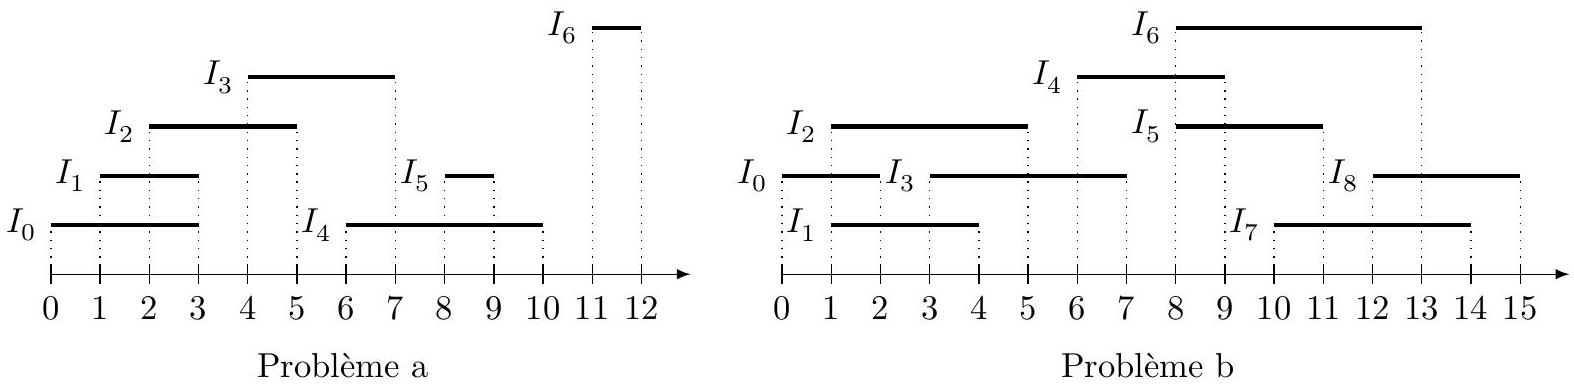 I6 I6
I3 I4
I2 I2 I5
I1 I5 I0 I3 I8
I0 I4 I1 I7
0 1 2 3 4 5 6 7 8 9 10 11 12 0 1 2 3 4 5 6 7 8 9 10 11 12 13 14 15
Problème a Problème b